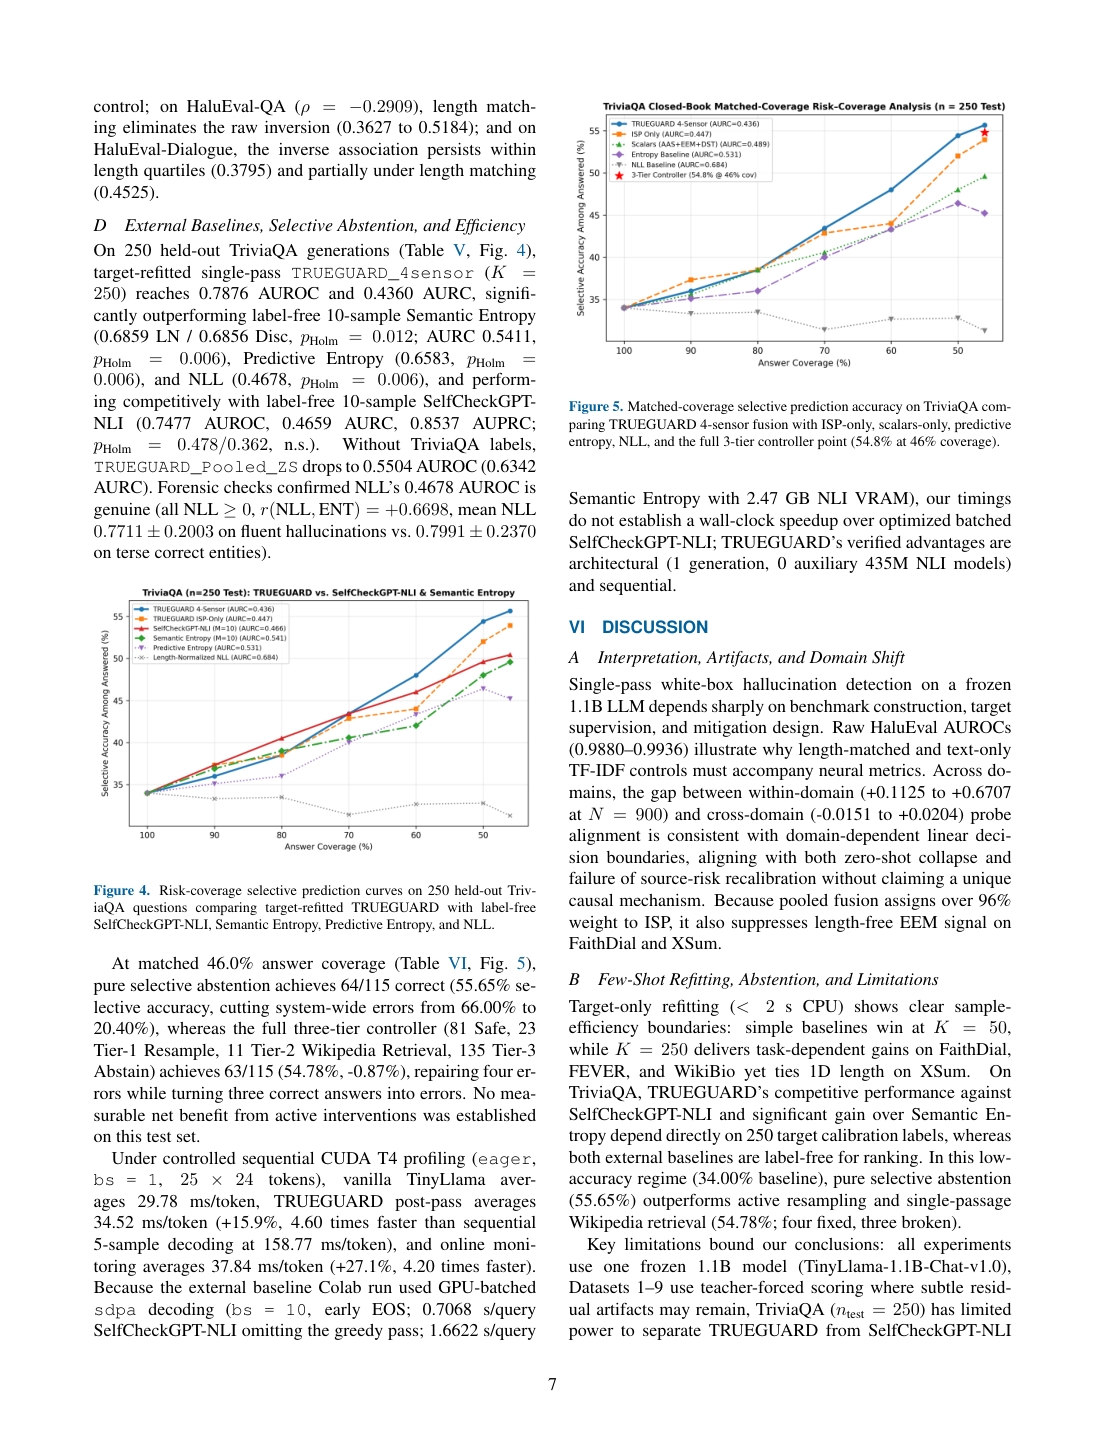 control; on HaluEval-QA (ρ = −0.2909), length match-
ing eliminates the raw inversion (0.3627 to 0.5184); and on
HaluEval-Dialogue, the inverse association persists within
length quartiles (0.3795) and partially under length matching
(0.4525).
D External Baselines, Selective Abstention, and Efficiency
On 250 held-out TriviaQA generations (Table V, Fig. 4),
target-refitted single-pass TRUEGUARD_4sensor (K =
250) reaches 0.7876 AUROC and 0.4360 AURC, signifi-
cantly outperforming label-free 10-sample Semantic Entropy
(0.6859 LN / 0.6856 Disc, pHolm = 0.012; AURC 0.5411,
pHolm = 0.006), Predictive Entropy (0.6583, pHolm =
0.006), and NLL (0.4678, pHolm = 0.006), and perform-
ing competitively with label-free 10-sample SelfCheckGPT-
NLI (0.7477 AUROC, 0.4659 AURC, 0.8537 AUPRC;
pHolm = 0.478/0.362, n.s.). Without TriviaQA labels,
TRUEGUARD_Pooled_ZS drops to 0.5504 AUROC (0.6342
AURC). Forensic checks confirmed NLL's 0.4678 AUROC is
genuine (all NLL ≥ 0, r(NLL, ENT) = +0.6698, mean NLL
0.7711 ± 0.2003 on fluent hallucinations vs. 0.7991 ± 0.2370
on terse correct entities).
TriviaQA (n=250 Test): TRUEGUARD vs. SelfCheckGPT-NLI & Semantic Entropy
TRUEGUARD 4-Sensor (AURC=0.436)
TRUEGUARD ISP-Only (AURC=0.447)
SelfCheckGPT-NLI (M=10) (AURC=0.466)
Semantic Entropy (M=10) (AURC=0.541)
Predictive Entropy (AURC=0.531)
Length-Normalized NLL (AURC=0.684)
Selective Accuracy Among Answered (%)
55
50
45
40
35
100 90 80 70 60 50
Answer Coverage (%)
Figure 4. Risk-coverage selective prediction curves on 250 held-out Triv-
iaQA questions comparing target-refitted TRUEGUARD with label-free
SelfCheckGPT-NLI, Semantic Entropy, Predictive Entropy, and NLL.
At matched 46.0% answer coverage (Table VI, Fig. 5),
pure selective abstention achieves 64/115 correct (55.65% se-
lective accuracy, cutting system-wide errors from 66.00% to
20.40%), whereas the full three-tier controller (81 Safe, 23
Tier-1 Resample, 11 Tier-2 Wikipedia Retrieval, 135 Tier-3
Abstain) achieves 63/115 (54.78%, -0.87%), repairing four er-
rors while turning three correct answers into errors. No mea-
surable net benefit from active interventions was established
on this test set.
Under controlled sequential CUDA T4 profiling (eager,
bs = 1, 25 × 24 tokens), vanilla TinyLlama aver-
ages 29.78 ms/token, TRUEGUARD post-pass averages
34.52 ms/token (+15.9%, 4.60 times faster than sequential
5-sample decoding at 158.77 ms/token), and online moni-
toring averages 37.84 ms/token (+27.1%, 4.20 times faster).
Because the external baseline Colab run used GPU-batched
sdpa decoding (bs = 10, early EOS; 0.7068 s/query
SelfCheckGPT-NLI omitting the greedy pass; 1.6622 s/query
TriviaQA Closed-Book Matched-Coverage Risk–Coverage Analysis (n = 250 Test)
TRUEGUARD 4-Sensor (AURC=0.436)
ISP Only (AURC=0.447)
Scalars (AAS+EEM+DST) (AURC=0.489)
Entropy Baseline (AURC=0.531)
NLL Baseline (AURC=0.684)
3-Tier Controller (54.8% @ 46% cov)
Selective Accuracy Among Answered (%)
55
50
45
40
35
100 90 80 70 60 50
Answer Coverage (%)
Figure 5. Matched-coverage selective prediction accuracy on TriviaQA com-
paring TRUEGUARD 4-sensor fusion with ISP-only, scalars-only, predictive
entropy, NLL, and the full 3-tier controller point (54.8% at 46% coverage).
Semantic Entropy with 2.47 GB NLI VRAM), our timings
do not establish a wall-clock speedup over optimized batched
SelfCheckGPT-NLI; TRUEGUARD's verified advantages are
architectural (1 generation, 0 auxiliary 435M NLI models)
and sequential.
VI DISCUSSION
A Interpretation, Artifacts, and Domain Shift
Single-pass white-box hallucination detection on a frozen
1.1B LLM depends sharply on benchmark construction, target
supervision, and mitigation design. Raw HaluEval AUROCs
(0.9880–0.9936) illustrate why length-matched and text-only
TF-IDF controls must accompany neural metrics. Across do-
mains, the gap between within-domain (+0.1125 to +0.6707
at N = 900) and cross-domain (-0.0151 to +0.0204) probe
alignment is consistent with domain-dependent linear deci-
sion boundaries, aligning with both zero-shot collapse and
failure of source-risk recalibration without claiming a unique
causal mechanism. Because pooled fusion assigns over 96%
weight to ISP, it also suppresses length-free EEM signal on
FaithDial and XSum.
B Few-Shot Refitting, Abstention, and Limitations
Target-only refitting (< 2 s CPU) shows clear sample-
efficiency boundaries: simple baselines win at K = 50,
while K = 250 delivers task-dependent gains on FaithDial,
FEVER, and WikiBio yet ties 1D length on XSum. On
TriviaQA, TRUEGUARD's competitive performance against
SelfCheckGPT-NLI and significant gain over Semantic En-
tropy depend directly on 250 target calibration labels, whereas
both external baselines are label-free for ranking. In this low-
accuracy regime (34.00% baseline), pure selective abstention
(55.65%) outperforms active resampling and single-passage
Wikipedia retrieval (54.78%; four fixed, three broken).
Key limitations bound our conclusions: all experiments
use one frozen 1.1B model (TinyLlama-1.1B-Chat-v1.0),
Datasets 1–9 use teacher-forced scoring where subtle resid-
ual artifacts may remain, TriviaQA (ntest = 250) has limited
power to separate TRUEGUARD from SelfCheckGPT-NLI
7